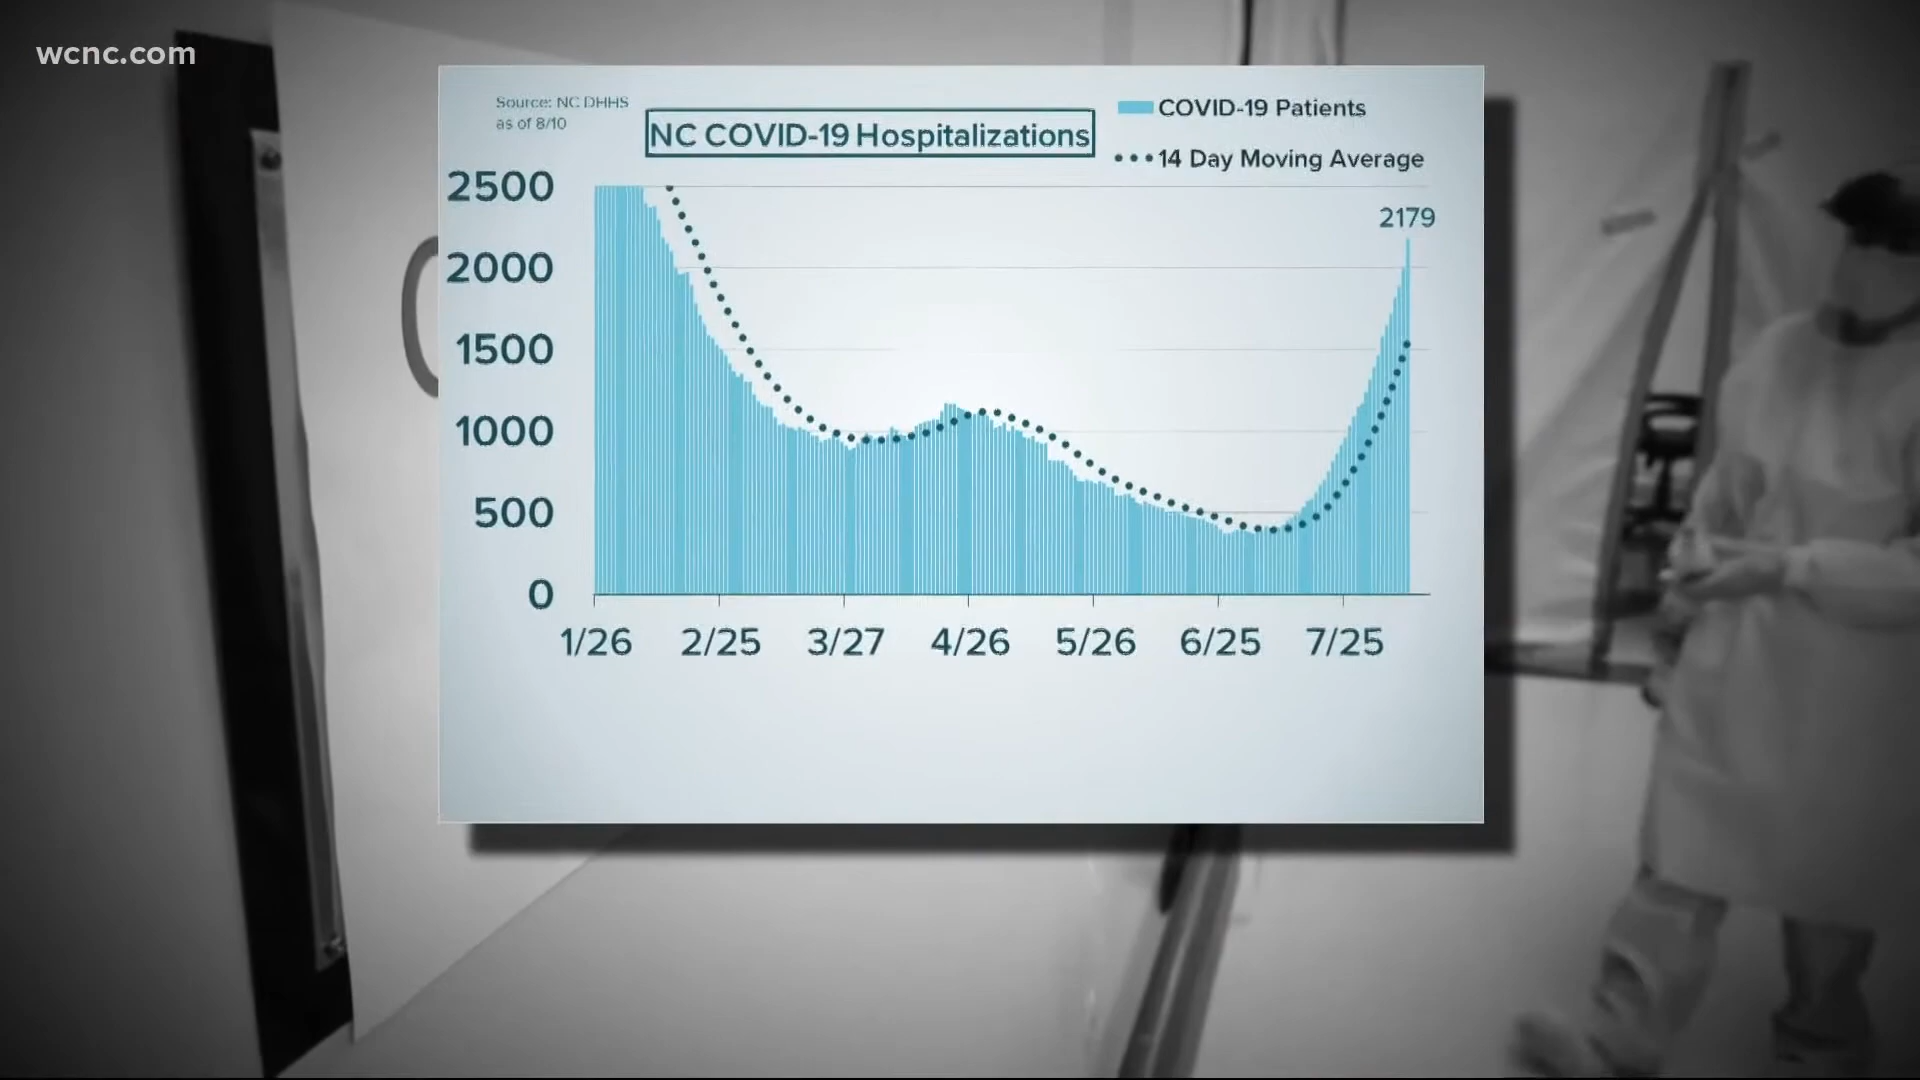 wcnc.com
Source: NC DHHS
as of 8/10
NC COVID-19 Hospitalizations
COVID-19 Patients
14 Day Moving Average
2500
2000
1500
1000
500
0
2179
1/26 2/25 3/27 4/26 5/26 6/25 7/25